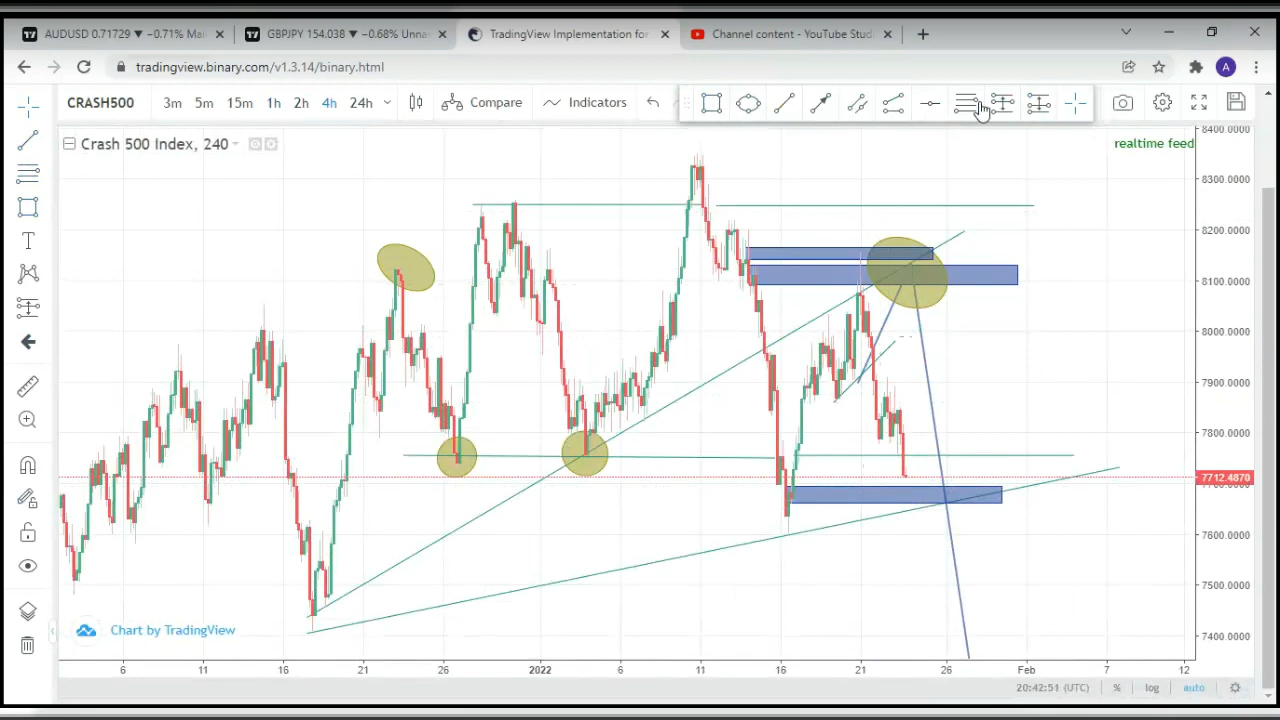 AUDUSD 0.71729 ▼ −0.71% Mai
GBPJPY 154.038 ▼ −0.68% Unna
TradingView Implementation for
Channel content - YouTube Stud
tradingview.binary.com/v1.3.14/binary.html
A
CRASH500
3m 5m 15m 1h 2h 4h 24h
Compare
Indicators
Crash 500 Index, 240
realtime feed
8400.0000
8300.0000
8200.0000
8100.0000
8000.0000
7900.0000
7800.0000
7712.4870
7600.0000
7500.0000
7400.0000
Chart by TradingView
6 11 16 21 26 2022 6 11 16 21 26 Feb 7 12
20:42:51 (UTC) % log auto